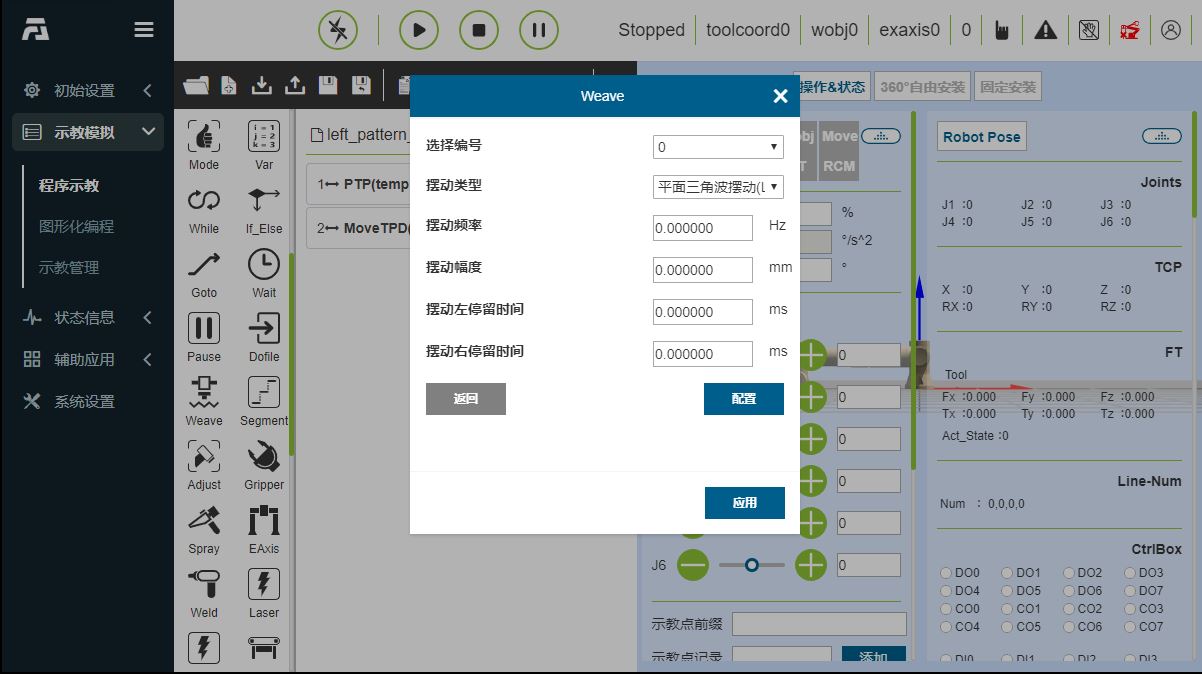 Stopped
toolcoord0
wobj0
exaxis0
0
初始设置
示教模拟
程序示教
图形化编程
示教管理
状态信息
辅助应用
系统设置
Mode
Var
While
If_Else
Goto
Wait
Pause
Dofile
Weave
Segment
Adjust
Gripper
Spray
EAxis
Weld
Laser
left_pattern_
1 PTP(temp
2 MoveTPD(
Weave
选择编号
0
摆动类型
平面三角波摆动(L
摆动频率
0.000000
Hz
摆动幅度
0.000000
mm
摆动左停留时间
0.000000
ms
摆动右停留时间
0.000000
ms
返回
配置
应用
操作&状态
360°自由安装
固定安装
bj
Move
T
RCM
%
°/s^2
°
0
0
0
0
0
J6
0
示教点前缀
示教点记录
添加
Robot Pose
Joints
J1 :0 J2 :0 J3 :0
J4 :0 J5 :0 J6 :0
TCP
X :0 Y :0 Z :0
RX :0 RY :0 RZ :0
FT
Tool
Fx :0.000 Fy :0.000 Fz :0.000
Tx :0.000 Ty :0.000 Tz :0.000
Act_State :0
Line-Num
Num : 0,0,0,0
CtrlBox
DO0 DO1 DO2 DO3
DO4 DO5 DO6 DO7
CO0 CO1 CO2 CO3
CO4 CO5 CO6 CO7
DI0 DI1 DI2 DI3